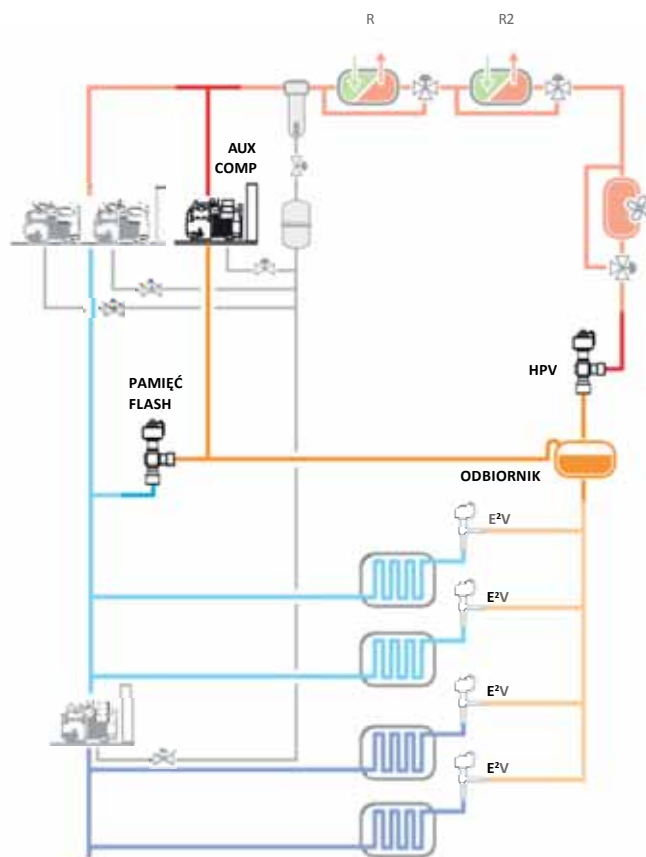 R
R2
AUX
COMP
HPV
PAMIĘĆ
FLASH
ODBIORNIK
E²V
E²V
E²V
E²V